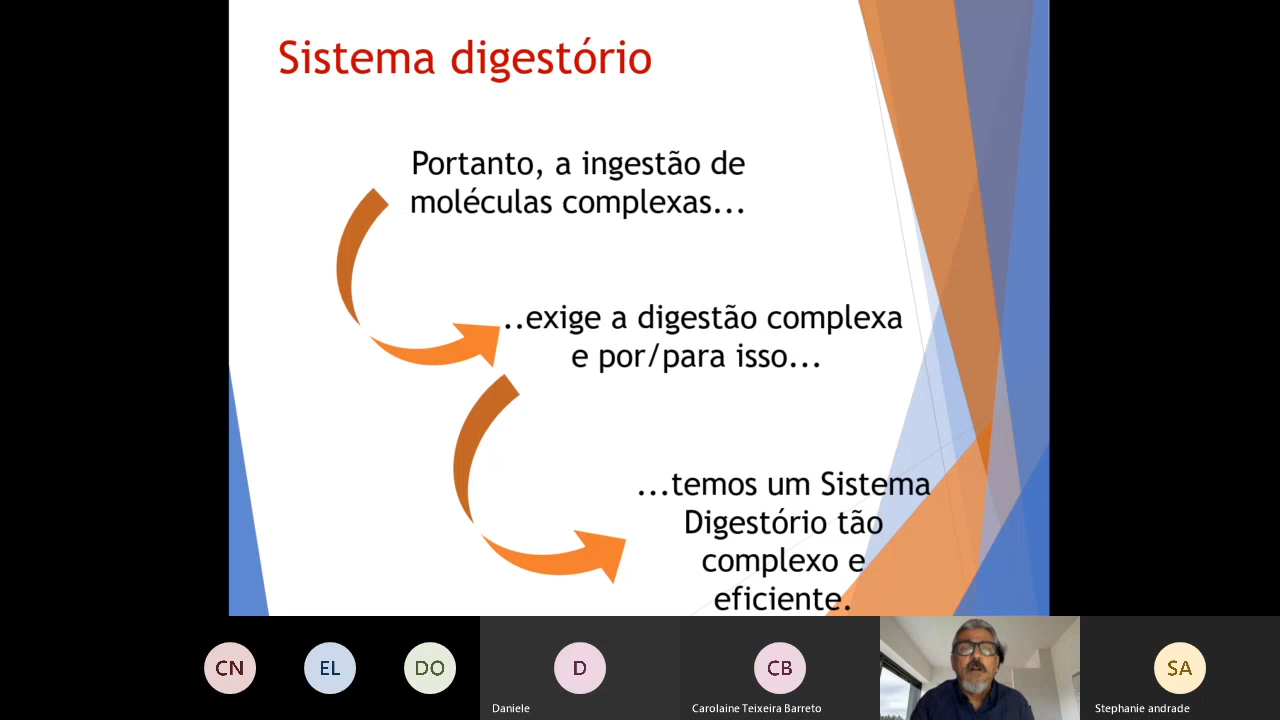 Sistema digestório
Portanto, a ingestão de
moléculas complexas...
..exige a digestão complexa
e por/para isso...
...temos um Sistema
Digestório tão
complexo e
eficiente.
CN
EL
DO
D
CB
SA
Daniele
Carolaine Teixeira Barreto
Stephanie andrade